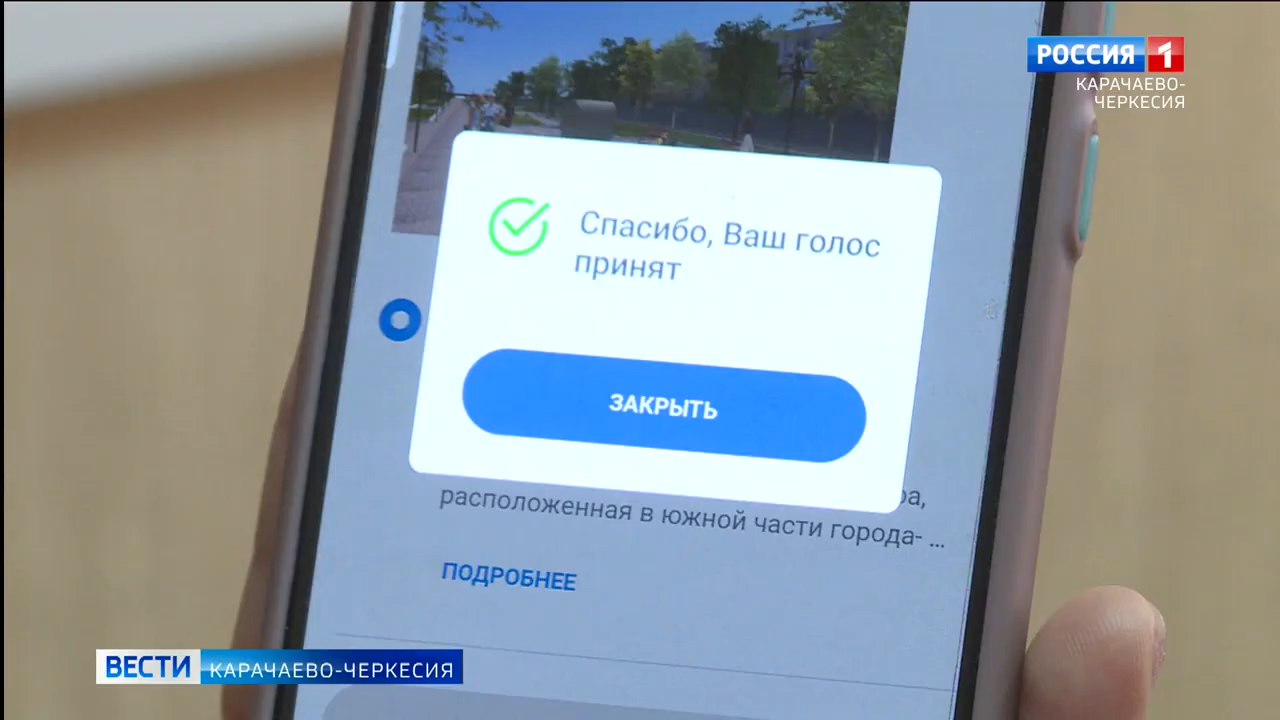 РОССИЯ 1
КАРАЧАЕВО-
ЧЕРКЕСИЯ
Спасибо, Ваш голос
принят
ЗАКРЫТЬ
расположенная в южной части города- ...
ПОДРОБНЕЕ
ВЕСТИ КАРАЧАЕВО-ЧЕРКЕСИЯ